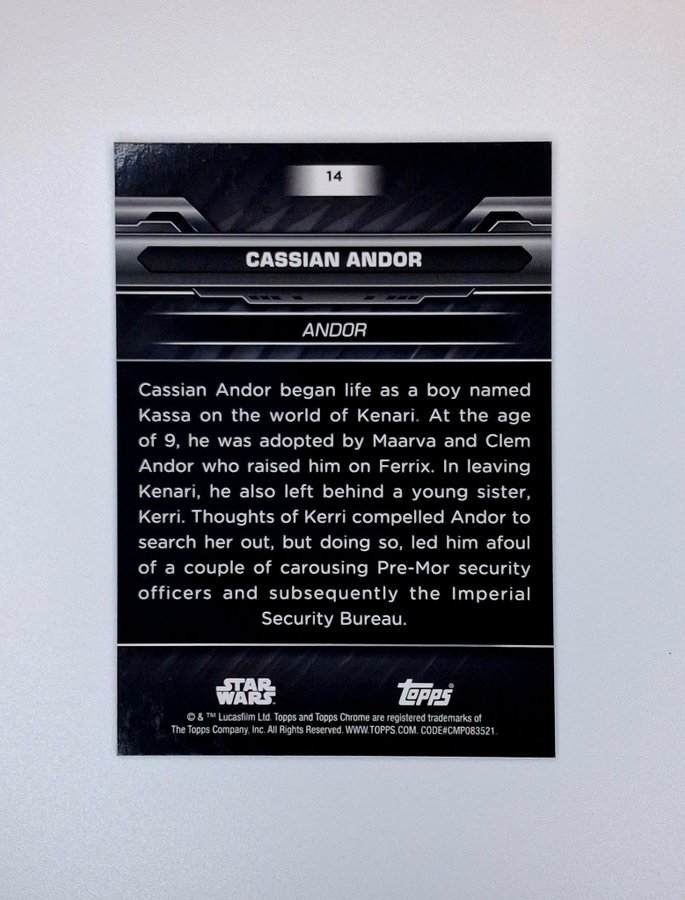 14
CASSIAN ANDOR
ANDOR
Cassian Andor began life as a boy named
Kassa on the world of Kenari. At the age
of 9, he was adopted by Maarva and Clem
Andor who raised him on Ferrix. In leaving
Kenari, he also left behind a young sister,
Kerri. Thoughts of Kerri compelled Andor to
search her out, but doing so, led him afoul
of a couple of carousing Pre-Mor security
officers and subsequently the Imperial
Security Bureau.
STAR WARS
TOPPS®
© & ™ Lucasfilm Ltd. Topps and Topps Chrome are registered trademarks of
The Topps Company, Inc. All Rights Reserved. WWW.TOPPS.COM. CODE#CMP083521.